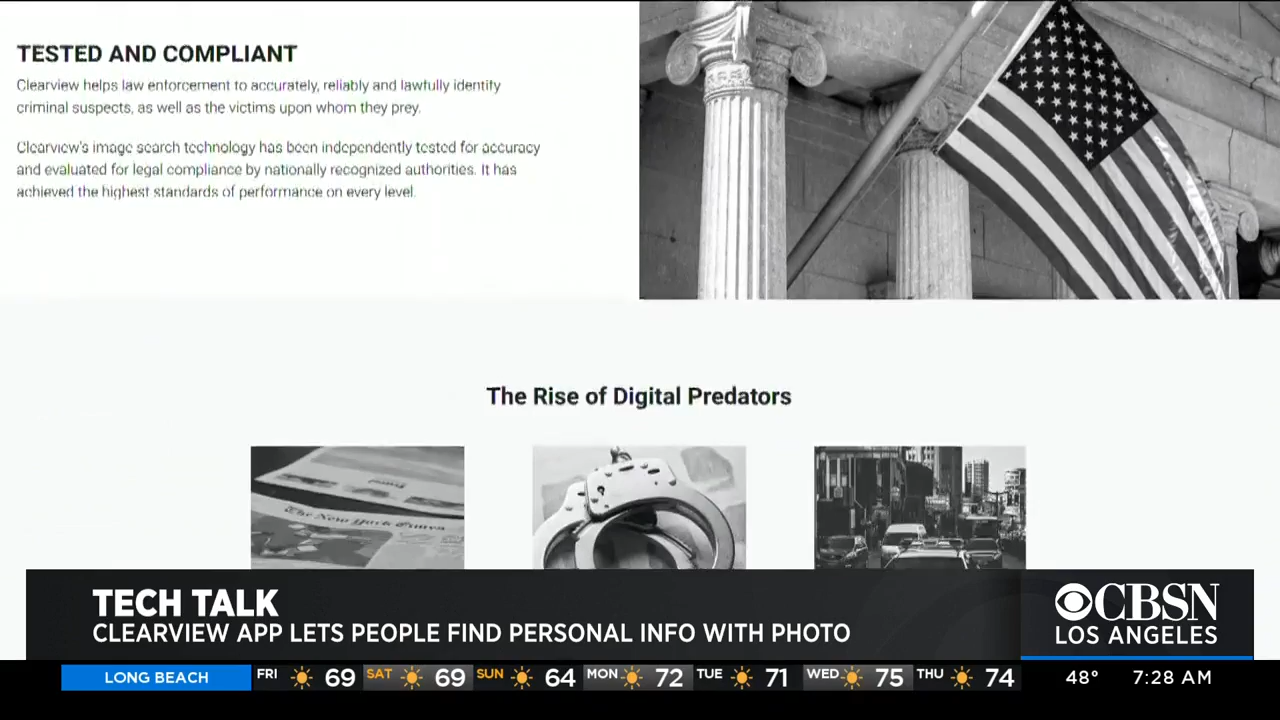 TESTED AND COMPLIANT
Clearview helps law enforcement to accurately, reliably and lawfully identity
criminal suspects, as well as the victims upon whom they prey.
Clearview's image search technology has been independently tested for accuracy
and evaluated for legal compliance by nationally recognized authorities. It has
achieved the highest standards of performance on every level.
The Rise of Digital Predators
The New York Times
TECH TALK
CLEARVIEW APP LETS PEOPLE FIND PERSONAL INFO WITH PHOTO
CBSN
LOS ANGELES
LONG BEACH FRI 69 SAT 69 SUN 64 MON 72 TUE 71 WED 75 THU 74 48° 7:28 AM